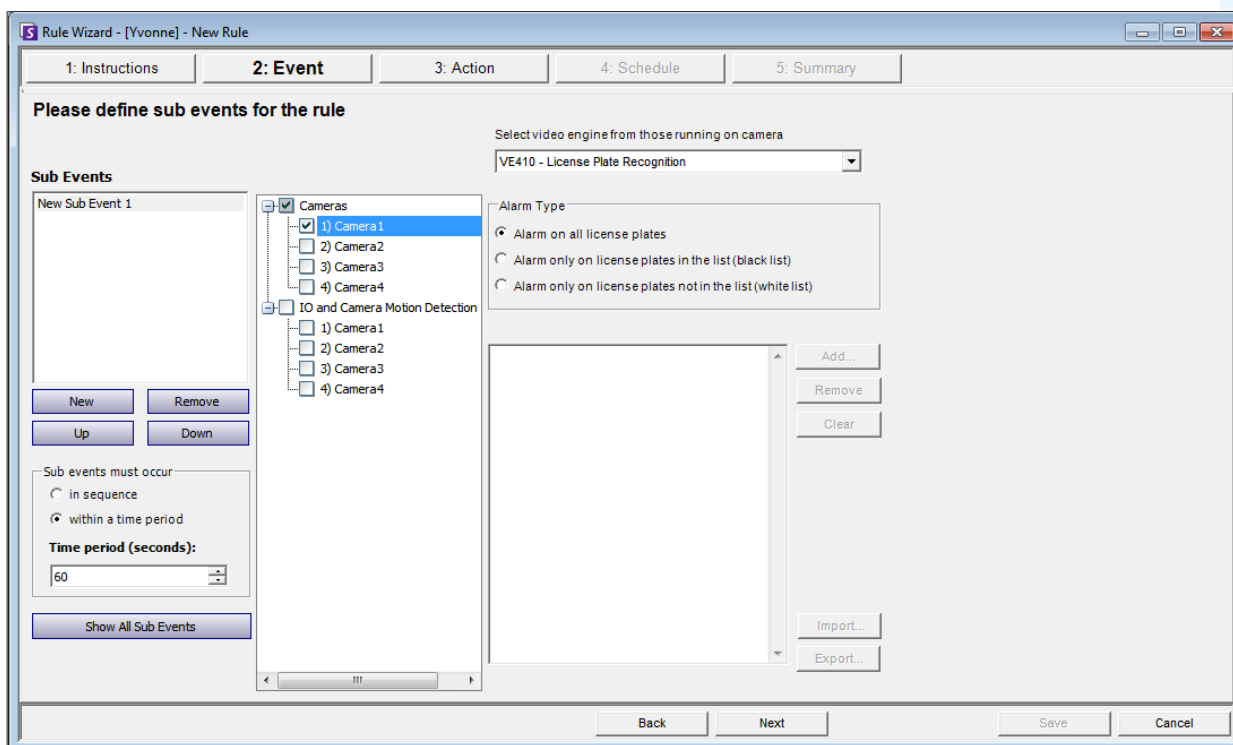 Rule Wizard - [Yvonne] - New Rule
1: Instructions
2: Event
3: Action
4: Schedule
5: Summary
Please define sub events for the rule
Select video engine from those running on camera
VE410 - License Plate Recognition
Sub Events
New Sub Event 1
New
Remove
Up
Down
Sub events must occur
in sequence
within a time period
Time period (seconds):
60
Show All Sub Events
Cameras
1) Camera1
2) Camera2
3) Camera3
4) Camera4
IO and Camera Motion Detection
1) Camera1
2) Camera2
3) Camera3
4) Camera4
Alarm Type
Alarm on all license plates
Alarm only on license plates in the list (black list)
Alarm only on license plates not in the list (white list)
Add...
Remove
Clear
Import...
Export...
Back
Next
Save
Cancel